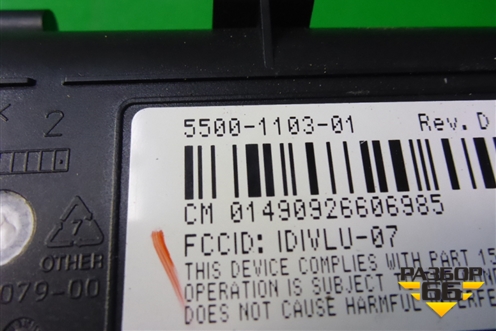 5500-1103-01 Rev. D
2
CM 01490926606985
FCCID: IDIVLU-07
7
OTHER
079-00
THIS DEVICE COMPLIES WITH PART 15
OPERATION IS SUBJECT
DOES NOT CAUSE HARMFUL
РАЗБОР
66